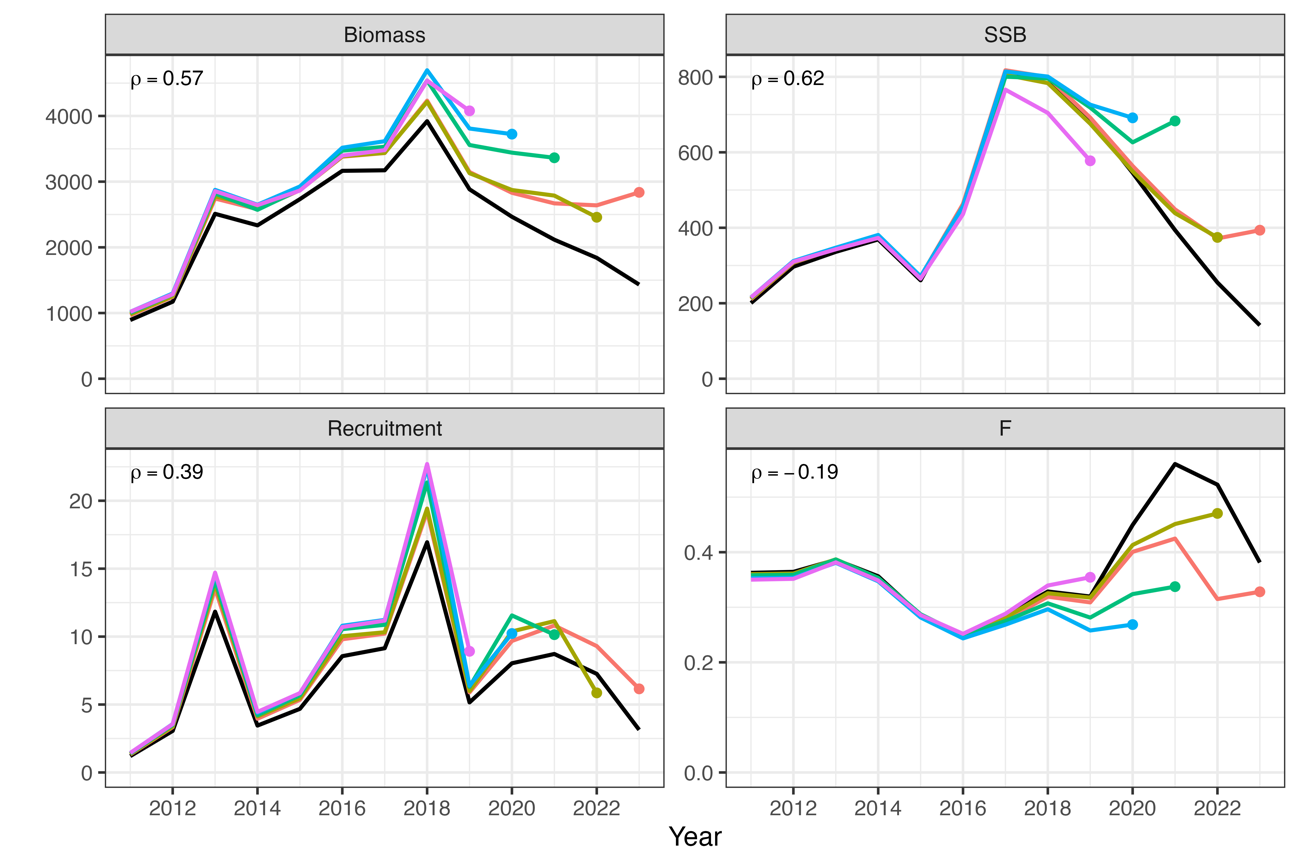 Biomass
ρ = 0.57
4000
3000
2000
1000
0
SSB
ρ = 0.62
800
600
400
200
0
Recruitment
ρ = 0.39
20
15
10
5
0
2012 2014 2016 2018 2020 2022
F
ρ = −0.19
0.4
0.2
0.0
2012 2014 2016 2018 2020 2022
Year